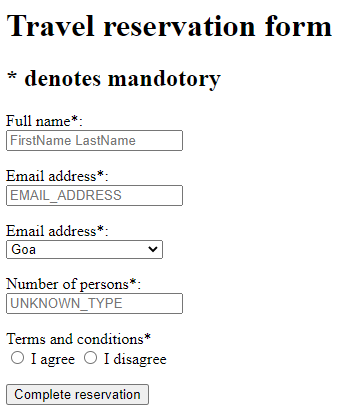 Travel reservation form
* denotes mandotory
Full name*:
FirstName LastName
Email address*:
EMAIL_ADDRESS
Email address*:
Goa
Number of persons*:
UNKNOWN_TYPE
Terms and conditions*
I agree I disagree
Complete reservation